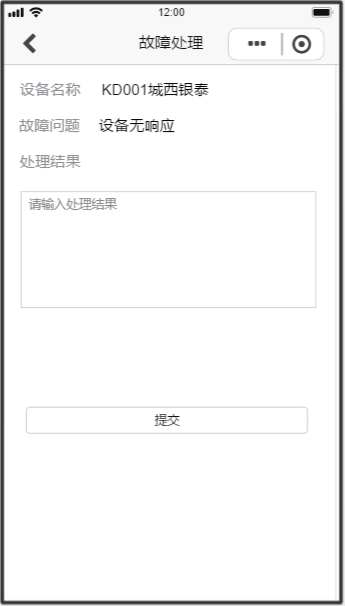 12:00
故障处理
设备名称 KD001城西银泰
故障问题 设备无响应
处理结果
请输入处理结果
提交